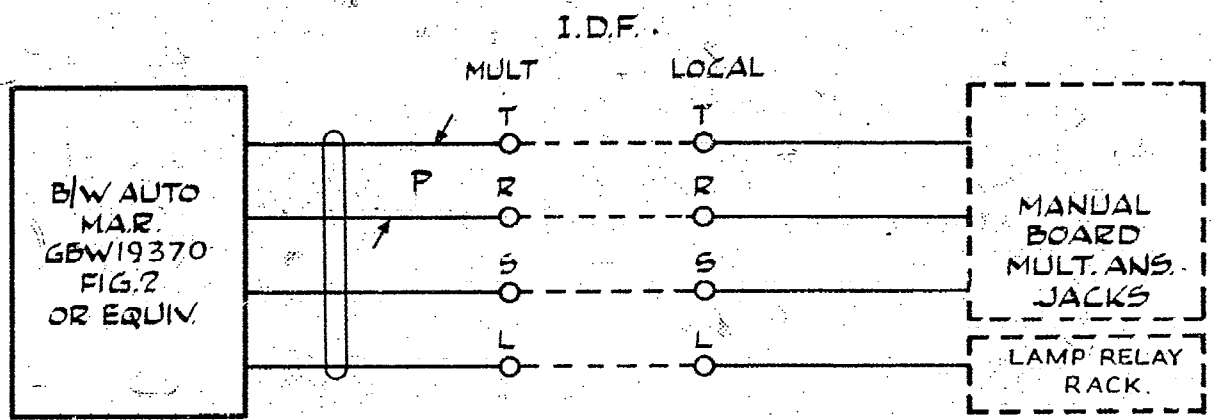 I.D.F.
MULT LOCAL
T T
P
R R
S S
L L
B/W AUTO
M.A.R.
GBW19370
FIG.2
OR EQUIV.
MANUAL
BOARD
MULT. ANS.
JACKS
LAMP RELAY
RACK.